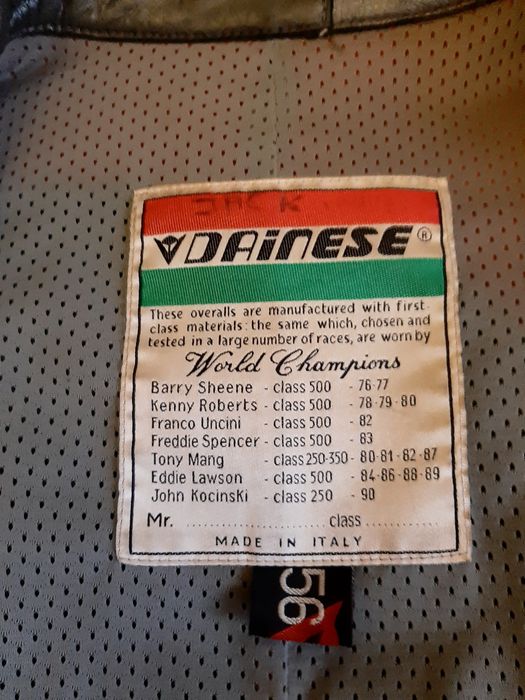 JACK
DAINESE®
These overalls are manufactured with first
class materials: the same which, chosen and
tested in a large number of races, are worn by
World Champions
Barry Sheene - class 500 - 76-77
Kenny Roberts - class 500 - 78-79-80
Franco Uncini - class 500 - 82
Freddie Spencer - class 500 - 83
Tony Mang - class 250-350 - 80-81-82-87
Eddie Lawson - class 500 - 84-86-88-89
John Kocinski - class 250 - 90
Mr. .......................... class ............
MADE IN ITALY
56